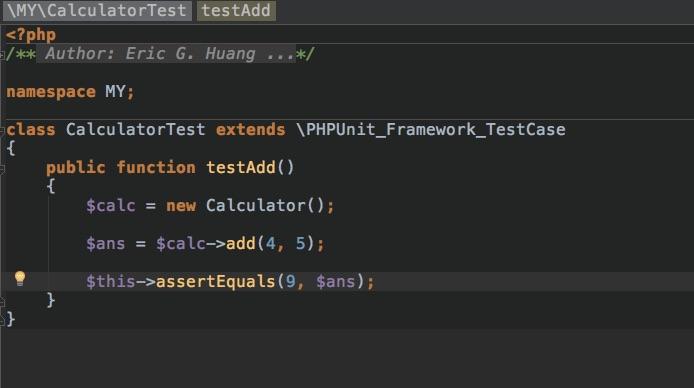 \MY\CalculatorTest testAdd
<?php
/** Author: Eric G. Huang ...*/
namespace MY;
class CalculatorTest extends \PHPUnit_Framework_TestCase
{
    public function testAdd()
    {
        $calc = new Calculator();
        $ans = $calc->add(4, 5);
        $this->assertEquals(9, $ans);
    }
}